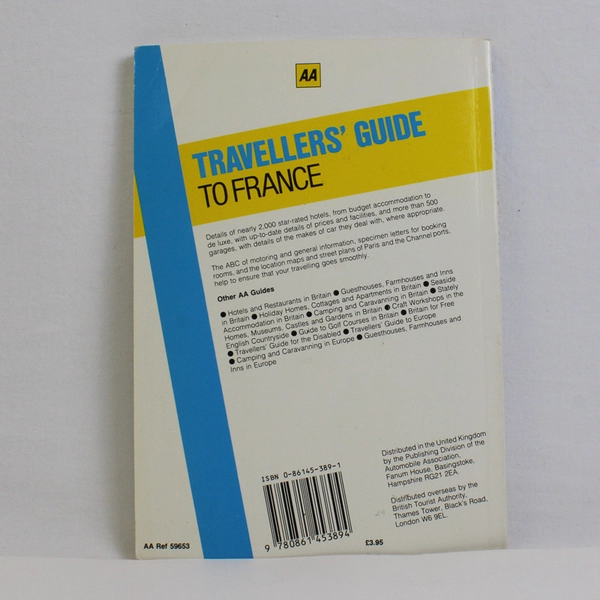 AA
TRAVELLERS' GUIDE
TO FRANCE
Details of nearly 2,000 star-rated hotels, from budget accommodation to
de luxe, with up-to-date details of prices and facilities, and more than 500
garages, with details of the makes of car they deal with, where appropriate.
The ABC of motoring and general information, specimen letters for booking
rooms, and the location maps and street plans of Paris and the Channel ports,
help to ensure that your travelling goes smoothly.
Other AA Guides
● Hotels and Restaurants in Britain ● Guesthouses, Farmhouses and Inns
in Britain ● Holiday Homes, Cottages and Apartments in Britain ● Seaside
Accommodation in Britain ● Camping and Caravanning in Britain ● Stately
Homes, Museums, Castles and Gardens in Britain ● Craft Workshops in the
English Countryside ● Guide to Golf Courses in Britain ● Britain for Free
● Travellers' Guide for the Disabled ● Travellers' Guide to Europe
● Camping and Caravanning in Europe ● Guesthouses, Farmhouses and
Inns in Europe
Distributed in the United Kingdom
by the Publishing Division of the
Automobile Association,
Fanum House, Basingstoke,
Hampshire RG21 2EA.
Distributed overseas by the
British Tourist Authority,
Thames Tower, Black's Road,
London W6 9EL.
ISBN 0-86145-389-1
9 780861 453894
AA Ref 59653
£3.95